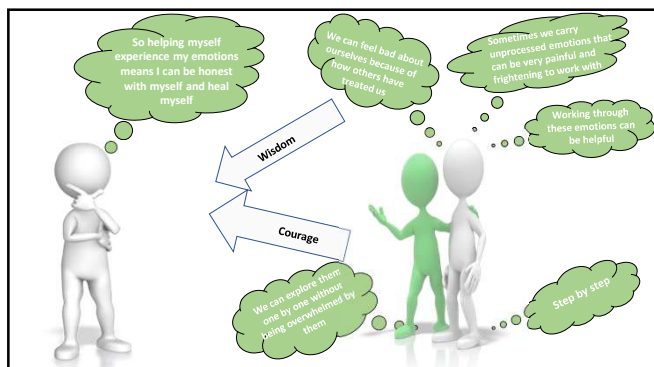 So helping myself
experience my emotions
means I can be honest
with myself and heal
myself
We can feel bad about
ourselves because of
how others have
treated us
Sometimes we carry
unprocessed emotions that
can be very painful and
frightening to work with
Working through
these emotions can
be helpful
Wisdom
Courage
We can explore them
one by one without
being overwhelmed by
them
Step by step